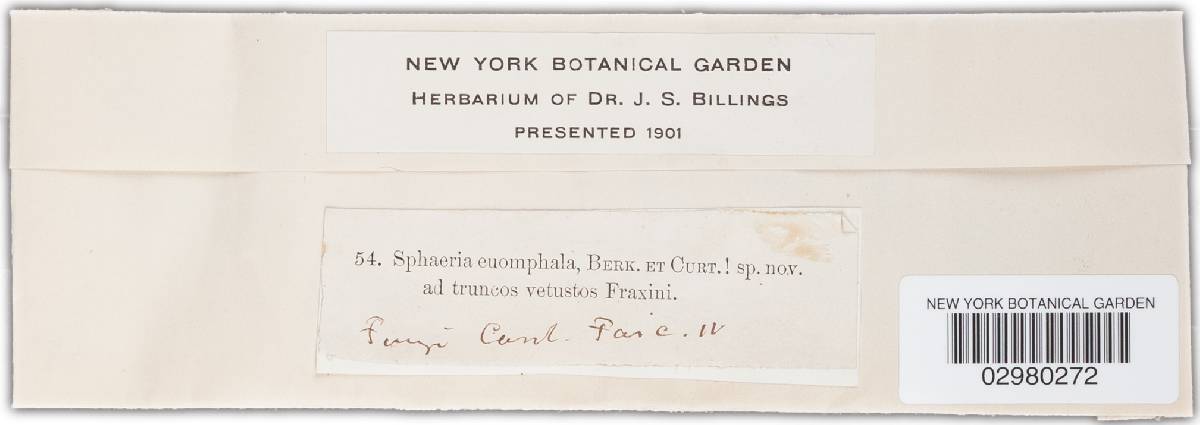 NEW YORK BOTANICAL GARDEN
HERBARIUM OF DR. J. S. BILLINGS
PRESENTED 1901
54. Sphaeria euomphala, BERK. ET CURT.! sp. nov.
ad truncos vetustos Fraxini.
Fungi Carol. Fasc. IV
NEW YORK BOTANICAL GARDEN
02980272